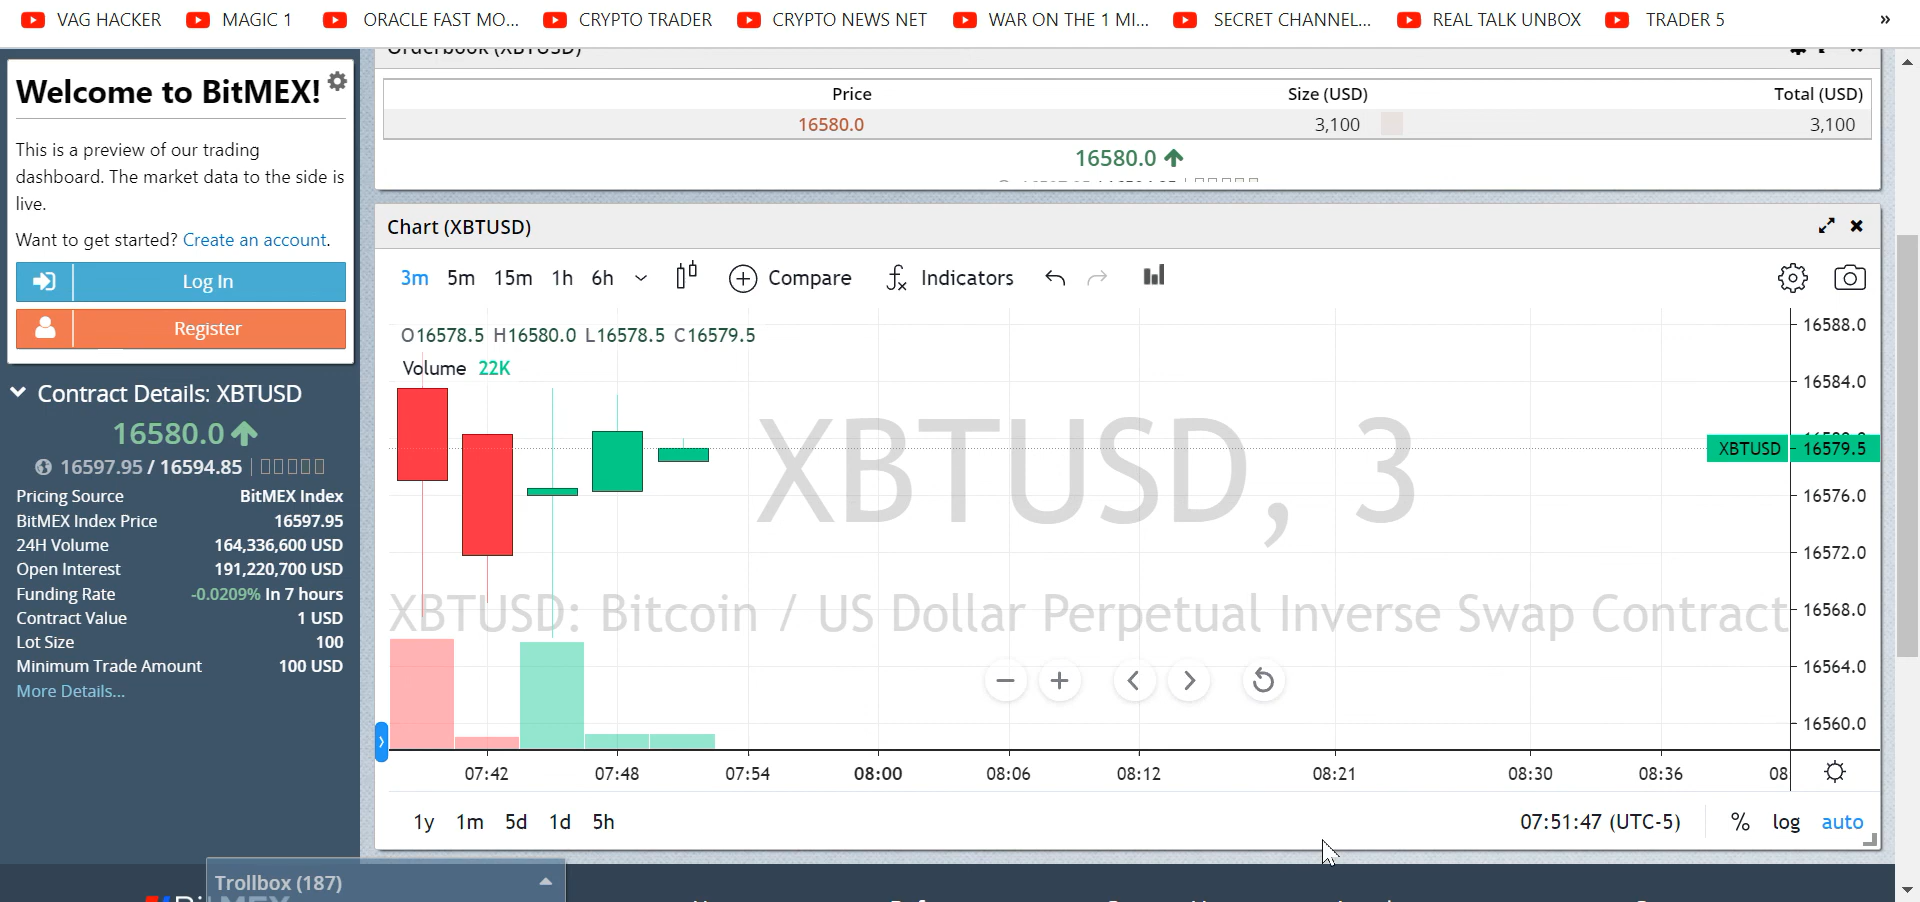 VAG HACKER MAGIC 1 ORACLE FAST MO... CRYPTO TRADER CRYPTO NEWS NET WAR ON THE 1 MI... SECRET CHANNEL... REAL TALK UNBOX TRADER 5 »
Orderbook (XBTUSD)
Welcome to BitMEX!
This is a preview of our trading
dashboard. The market data to the side is
live.
Want to get started? Create an account.
Log In
Register
Contract Details: XBTUSD
16580.0
16597.95 / 16594.85
Pricing Source BitMEX Index
BitMEX Index Price 16597.95
24H Volume 164,336,600 USD
Open Interest 191,220,700 USD
Funding Rate -0.0209% In 7 hours
Contract Value 1 USD
Lot Size 100
Minimum Trade Amount 100 USD
More Details...
Price Size (USD) Total (USD)
16580.0 3,100 3,100
16580.0
Chart (XBTUSD)
3m 5m 15m 1h 6h Compare Indicators
O16578.5 H16580.0 L16578.5 C16579.5
Volume 22K
XBTUSD, 3
XBTUSD: Bitcoin / US Dollar Perpetual Inverse Swap Contract
16588.0
16584.0
XBTUSD 16579.5
16576.0
16572.0
16568.0
16564.0
16560.0
07:42 07:48 07:54 08:00 08:06 08:12 08:21 08:30 08:36 08
1y 1m 5d 1d 5h 07:51:47 (UTC-5) % log auto
Trollbox (187)